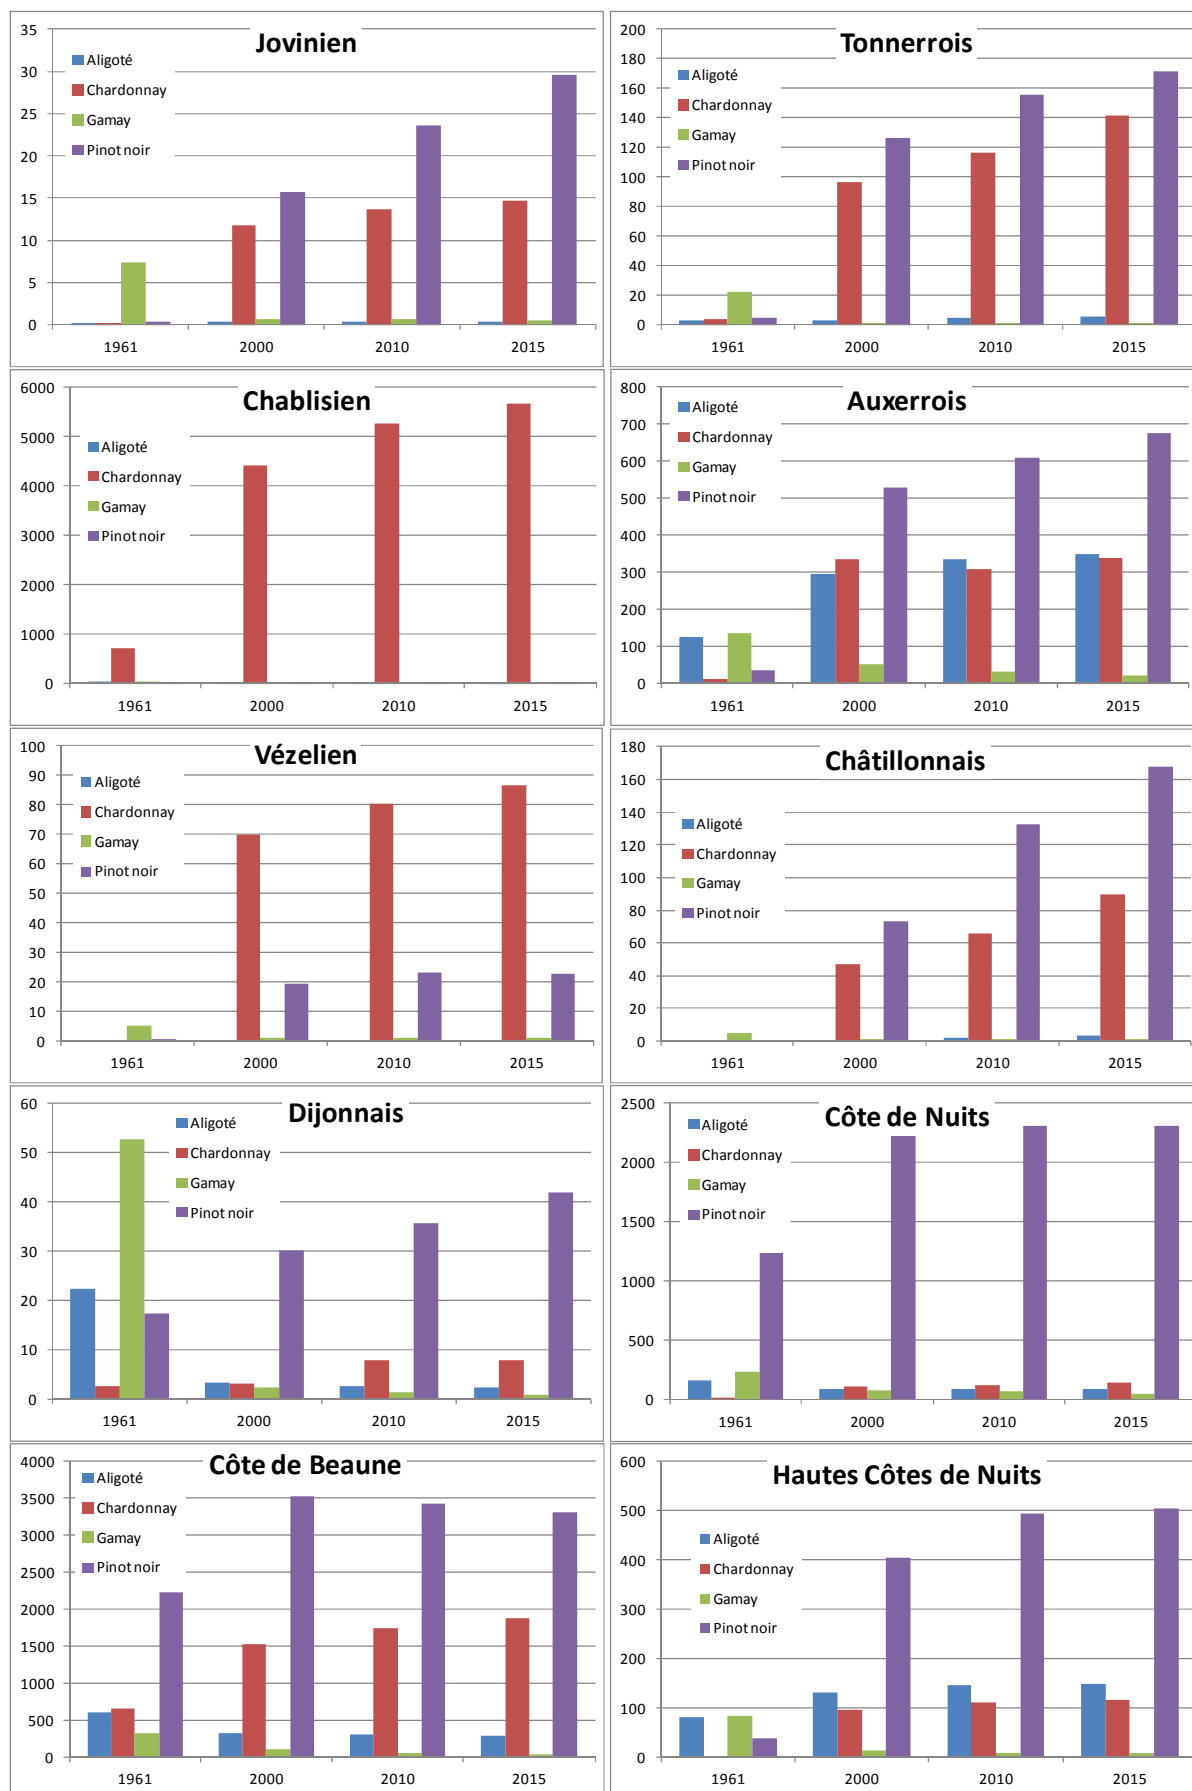 Jovinien
35
30
25
20
15
10
5
0
Aligoté
Chardonnay
Gamay
Pinot noir
1961 2000 2010 2015
Tonnerrois
200
180
160
140
120
100
80
60
40
20
0
Aligoté
Chardonnay
Gamay
Pinot noir
1961 2000 2010 2015
Chablisien
6000
5000
4000
3000
2000
1000
0
Aligoté
Chardonnay
Gamay
Pinot noir
1961 2000 2010 2015
Auxerrois
800
700
600
500
400
300
200
100
0
Aligoté
Chardonnay
Gamay
Pinot noir
1961 2000 2010 2015
Vézelien
100
90
80
70
60
50
40
30
20
10
0
Aligoté
Chardonnay
Gamay
Pinot noir
1961 2000 2010 2015
Châtillonnais
180
160
140
120
100
80
60
40
20
0
Aligoté
Chardonnay
Gamay
Pinot noir
1961 2000 2010 2015
Dijonnais
60
50
40
30
20
10
0
Aligoté
Chardonnay
Gamay
Pinot noir
1961 2000 2010 2015
Côte de Nuits
2500
2000
1500
1000
500
0
Aligoté
Chardonnay
Gamay
Pinot noir
1961 2000 2010 2015
Côte de Beaune
4000
3500
3000
2500
2000
1500
1000
500
0
Aligoté
Chardonnay
Gamay
Pinot noir
1961 2000 2010 2015
Hautes Côtes de Nuits
600
500
400
300
200
100
0
Aligoté
Chardonnay
Gamay
Pinot noir
1961 2000 2010 2015